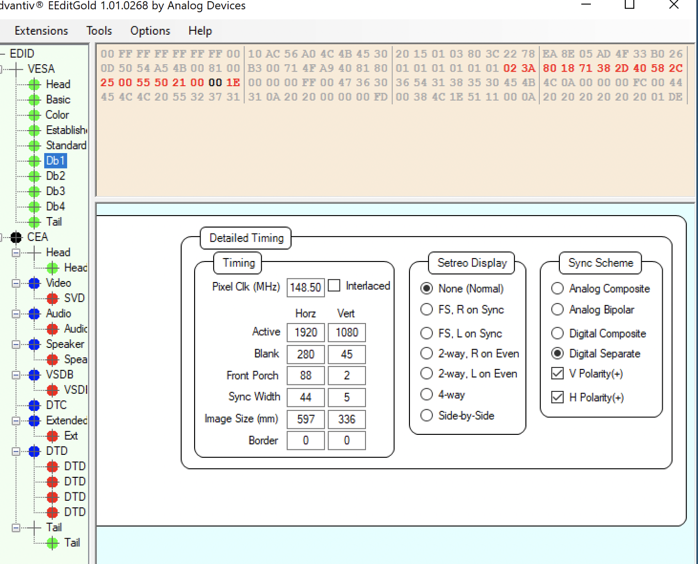 dvantiv® EEditGold 1.01.0268 by Analog Devices
Extensions Tools Options Help
EDID
VESA
Head
Basic
Color
Establish
Standard
Db1
Db2
Db3
Db4
Tail
CEA
Head
Head
Video
SVD
Audio
Audio
Speaker
Spea
VSDB
VSDI
DTC
Extended
Ext
DTD
DTD
DTD
DTD
DTD
Tail
Tail
00 FF FF FF FF FF FF 00 10 AC 56 A0 4C 4B 45 30 20 15 01 03 80 3C 22 78 EA 8E 05 AD 4F 33 B0 26
0D 50 54 A5 4B 00 81 00 B3 00 71 4F A9 40 81 80 01 01 01 01 01 01 02 3A 80 18 71 38 2D 40 58 2C
25 00 55 50 21 00 00 1E 00 00 00 FF 00 47 36 30 36 54 31 38 35 30 45 4B 4C 0A 00 00 00 FC 00 44
45 4C 4C 20 55 32 37 31 31 0A 20 20 00 00 00 FD 00 38 4C 1E 51 11 00 0A 20 20 20 20 20 20 01 DE
Detailed Timing
Timing
Pixel Clk (MHz) 148.50 Interlaced
Horz Vert
Active 1920 1080
Blank 280 45
Front Porch 88 2
Sync Width 44 5
Image Size (mm) 597 336
Border 0 0
Setreo Display
None (Normal)
FS, R on Sync
FS, L on Sync
2-way, R on Even
2-way, L on Even
4-way
Side-by-Side
Sync Scheme
Analog Composite
Analog Bipolar
Digital Composite
Digital Separate
V Polarity(+)
H Polarity(+)